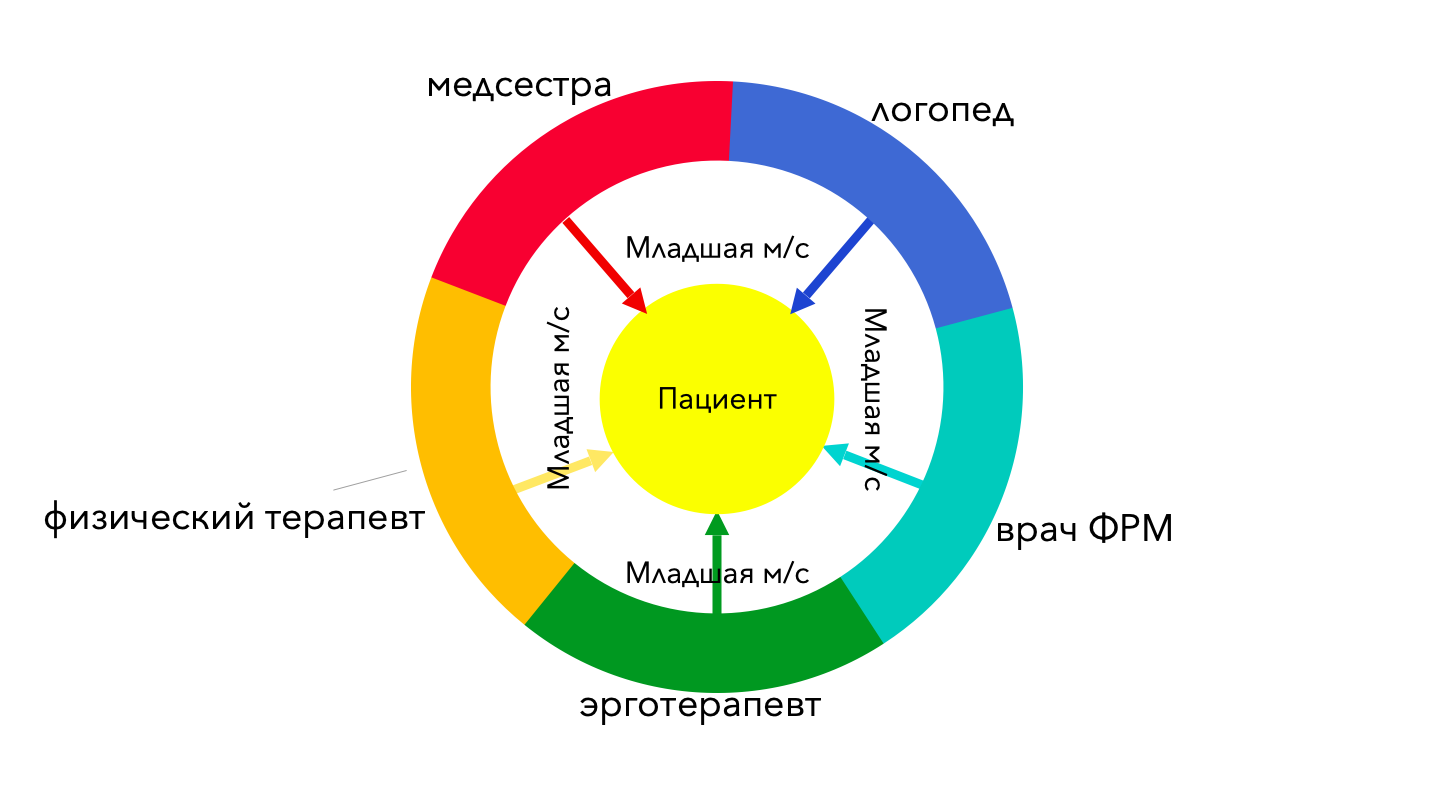 медсестра
логопед
Младшая м/с
Младшая м/с
Младшая м/с
Пациент
физический терапевт
врач ФРМ
Младшая м/с
эрготерапевт